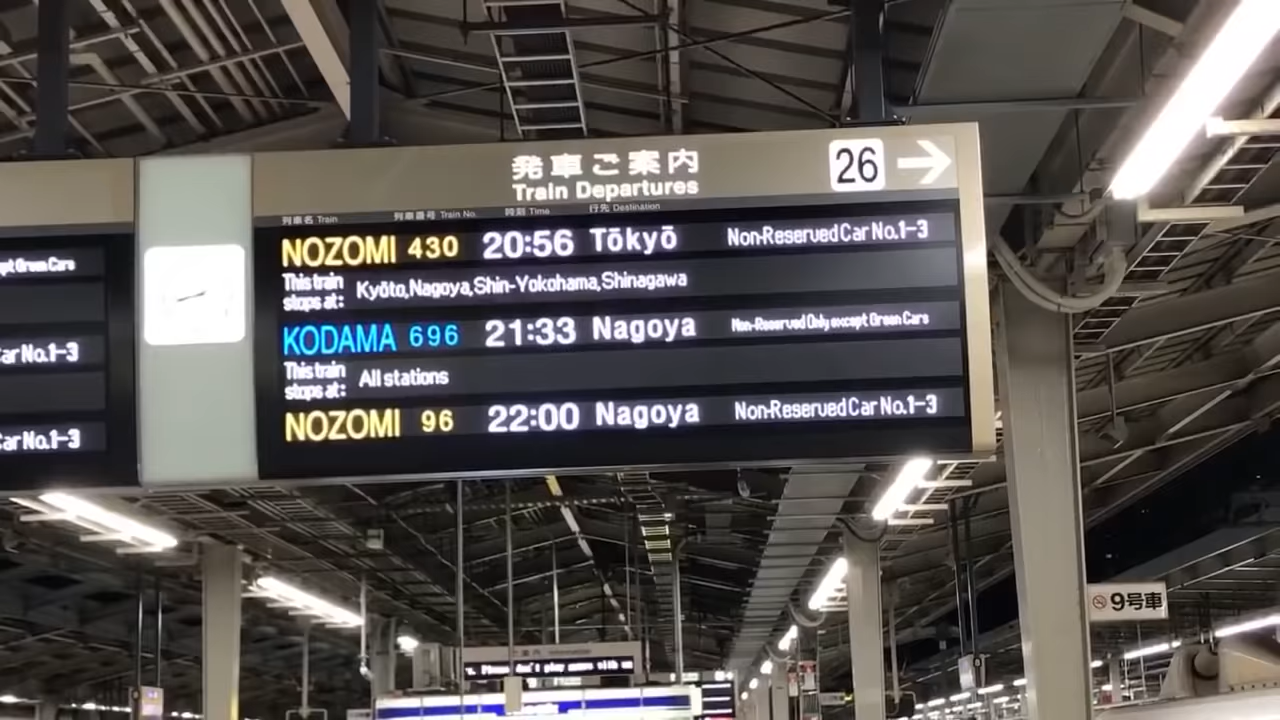 発車ご案内
Train Departures
26
列車名 Train 列車番号 Train No. 時刻 Time 行先 Destination
NOZOMI 430 20:56 Tōkyō Non-Reserved Car No.1-3
This train stops at: Kyōto,Nagoya,Shin-Yokohama,Shinagawa
KODAMA 696 21:33 Nagoya Non-Reserved Only except Green Cars
This train stops at: All stations
NOZOMI 96 22:00 Nagoya Non-Reserved Car No.1-3
Green Cars
Car No.1-3
Car No.1-3
9号車